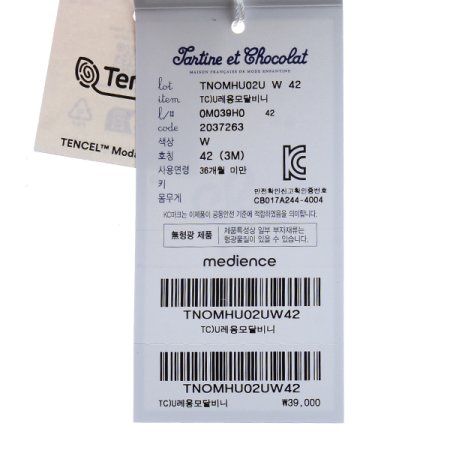 Tencel
TENCEL™ Moda
Tartine et Chocolat
MAISON FRANÇAISE DE MODE ENFANTINE
lot TNOMHU02U W 42
item TC)U레옹모달비니
l/# 0M039H0 42
code 2037263
색상 W
호칭 42 (3M)
사용연령 36개월 미만
키
몸무게
안전확인신고확인증번호
CB017A244-4004
KC마크는 이제품이 공통안전 기준에 적합하였음을 의미합니다.
無형광 제품
제품특성상 일부 부자재류는
형광물질이 있을 수 있습니다.
medience
TNOMHU02UW42
TC)U레옹모달비니
TNOMHU02UW42
TC)U레옹모달비니 ₩39,000